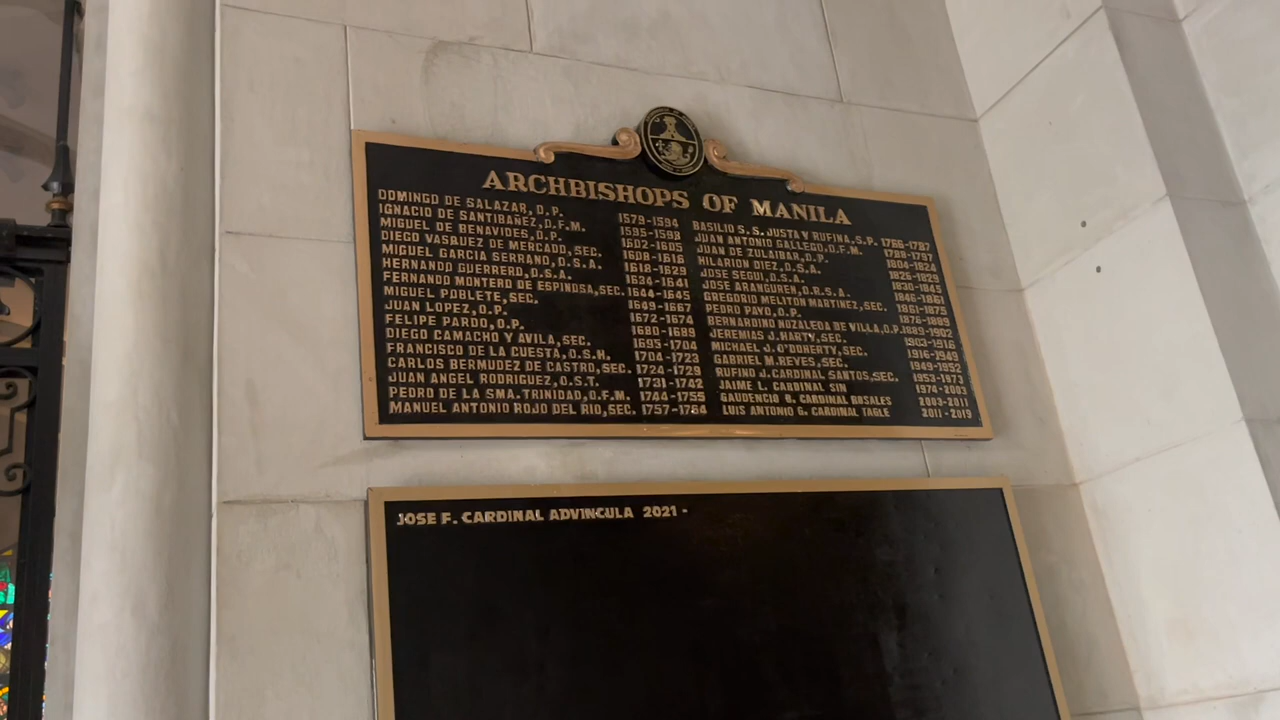 ARCHBISHOPS OF MANILA
DOMINGO DE SALAZAR, O.P. 1579-1594
IGNACIO DE SANTIBAÑEZ, O.F.M. 1595-1598
MIGUEL DE BENAVIDES, O.P. 1602-1605
DIEGO VASQUEZ DE MERCADO, SEC. 1608-1616
MIGUEL GARCIA SERRANO, O.S.A. 1618-1629
HERNANDO GUERRERO, O.S.A. 1634-1641
FERNANDO MONTERO DE ESPINOSA, SEC. 1644-1645
MIGUEL POBLETE, SEC. 1649-1667
JUAN LOPEZ, O.P. 1672-1674
FELIPE PARDO, O.P. 1680-1689
DIEGO CAMACHO Y AVILA, SEC. 1695-1704
FRANCISCO DE LA CUESTA, O.S.H. 1704-1723
CARLOS BERMUDEZ DE CASTRO, SEC. 1724-1729
JUAN ANGEL RODRIGUEZ, O.S.T. 1731-1742
PEDRO DE LA SMA. TRINIDAD, O.F.M. 1744-1755
MANUEL ANTONIO ROJO DEL RIO, SEC. 1757-1764
BASILIO S. S. JUSTA Y RUFINA, S.P. 1766-1787
JUAN ANTONIO GALLEGO, O.F.M. 1788-1797
JUAN DE ZULAIBAR, O.P. 1804-1824
HILARION DIEZ, O.S.A. 1826-1829
JOSE SEGUI, O.S.A. 1830-1845
JOSE ARANGUREN, O.R.S.A. 1846-1861
GREGORIO MELITON MARTINEZ, SEC. 1861-1875
PEDRO PAYO, O.P. 1876-1889
BERNARDINO NOZALEDA DE VILLA, O.P. 1889-1902
JEREMIAS J. HARTY, SEC. 1903-1916
MICHAEL J. O'DOHERTY, SEC. 1916-1949
GABRIEL M. REYES, SEC. 1949-1952
RUFINO J. CARDINAL SANTOS, SEC. 1953-1973
JAIME L. CARDINAL SIN 1974-2003
GAUDENCIO B. CARDINAL ROSALES 2003-2011
LUIS ANTONIO G. CARDINAL TAGLE 2011-2019
JOSE F. CARDINAL ADVINCULA 2021 -